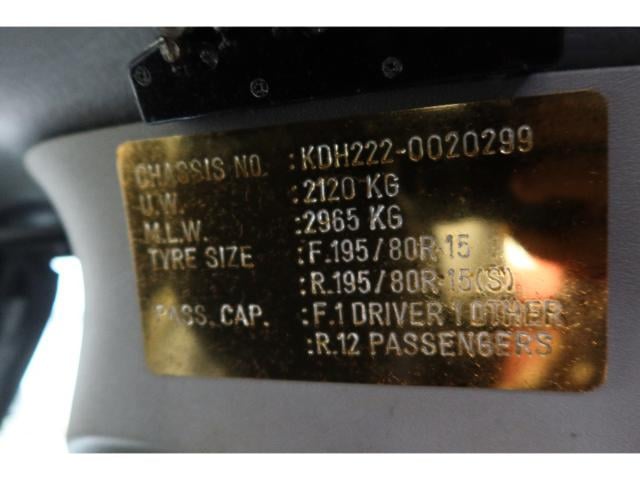 CHASSIS NO. :KDH222-0020299
U.W. :2120 KG
M.L.W. :2965 KG
TYRE SIZE :F.195/80R-15
:R.195/80R-15(S)
PASS. CAP. :F.1 DRIVER 1 OTHER
:R.12 PASSENGERS